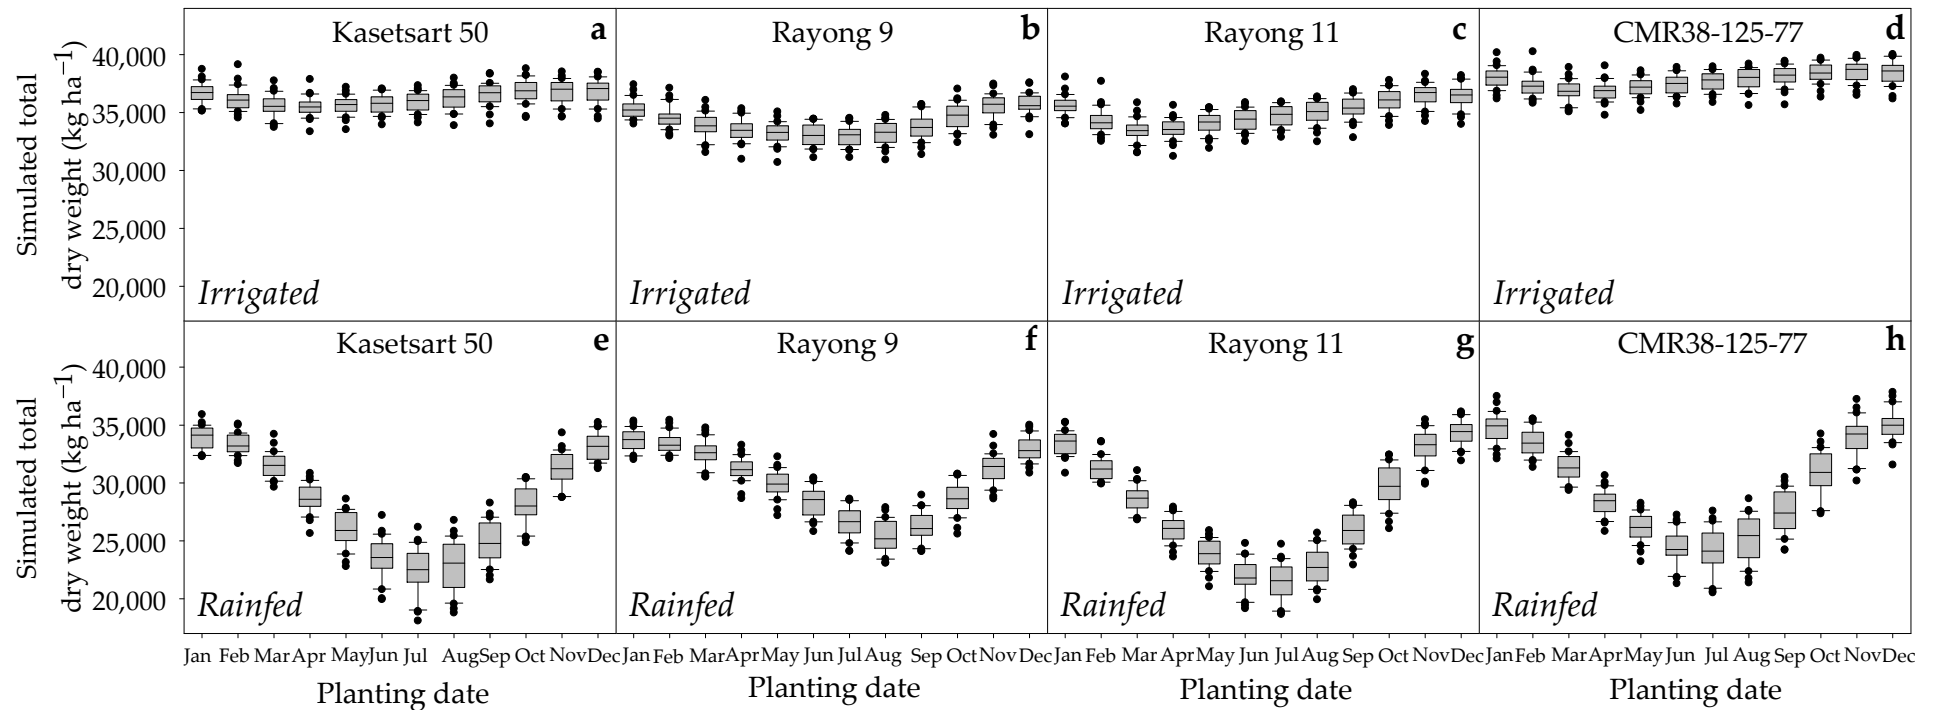 Kasetsart 50 a Rayong 9 b Rayong 11 c CMR38-125-77 d
Simulated total
dry weight (kg ha−1)
40,000
35,000
30,000
25,000
20,000
Irrigated Irrigated Irrigated Irrigated
Kasetsart 50 e Rayong 9 f Rayong 11 g CMR38-125-77 h
Simulated total
dry weight (kg ha−1)
40,000
35,000
30,000
25,000
20,000
Rainfed Rainfed Rainfed Rainfed
Jan Feb Mar Apr May Jun Jul Aug Sep Oct Nov Dec Jan Feb Mar Apr May Jun Jul Aug Sep Oct Nov Dec Jan Feb Mar Apr May Jun Jul Aug Sep Oct Nov Dec Jan Feb Mar Apr May Jun Jul Aug Sep Oct Nov Dec
Planting date Planting date Planting date Planting date